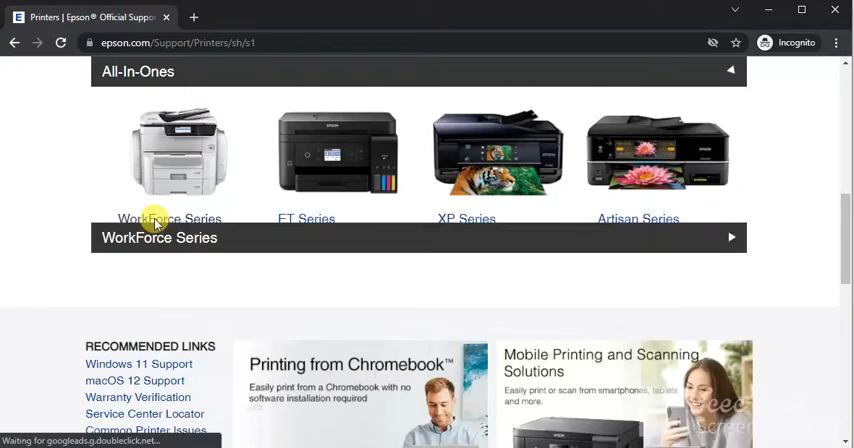 Printers | Epson® Official Suppor
epson.com/Support/Printers/sh/s1
Incognito
All-In-Ones
WorkForce Series
ET Series
XP Series
Artisan Series
WorkForce Series
RECOMMENDED LINKS
Windows 11 Support
macOS 12 Support
Warranty Verification
Service Center Locator
Common Printer Issues
Printing from Chromebook™
Easily print from a Chromebook with no
software installation required
Mobile Printing and Scanning
Solutions
Easily print or scan from smartphones, tablets
and more.
Waiting for googleads.g.doubleclick.net...